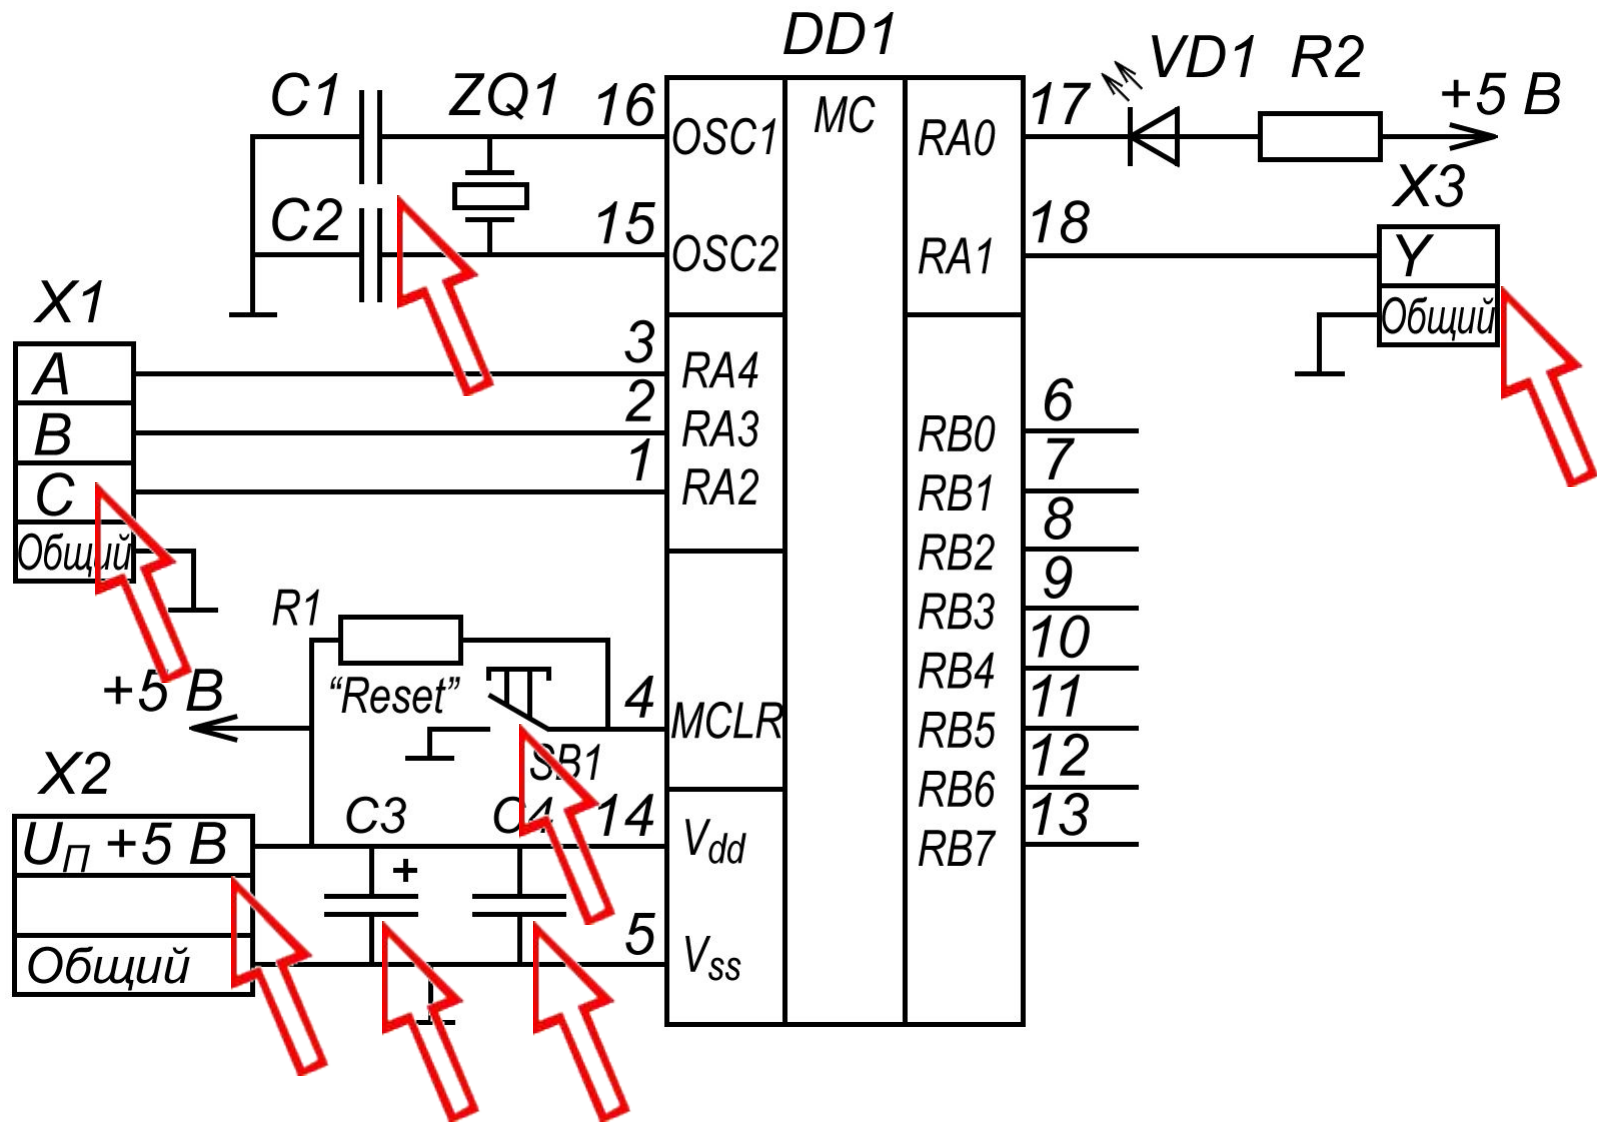 DD1
C1 ZQ1 16 OSC1 MC RA0 17 VD1 R2 +5 В
C2 15 OSC2 RA1 18 X3
Y
Общий
X1
A 3 RA4
B 2 RA3
C 1 RA2
Общий
6 RB0
7 RB1
8 RB2
9 RB3
10 RB4
11 RB5
12 RB6
13 RB7
R1
+5 В “Reset” 4 MCLR
SB1
X2
C3 C4 14 Vdd
UП +5 В
+
5 Vss
Общий